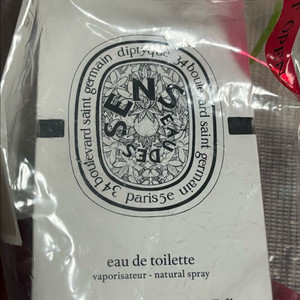 diptyque 34 boulevard saint germain
34 boulevard saint germain
paris5e
EAU DES SENS
eau de toilette
vaporisateur - natural spray